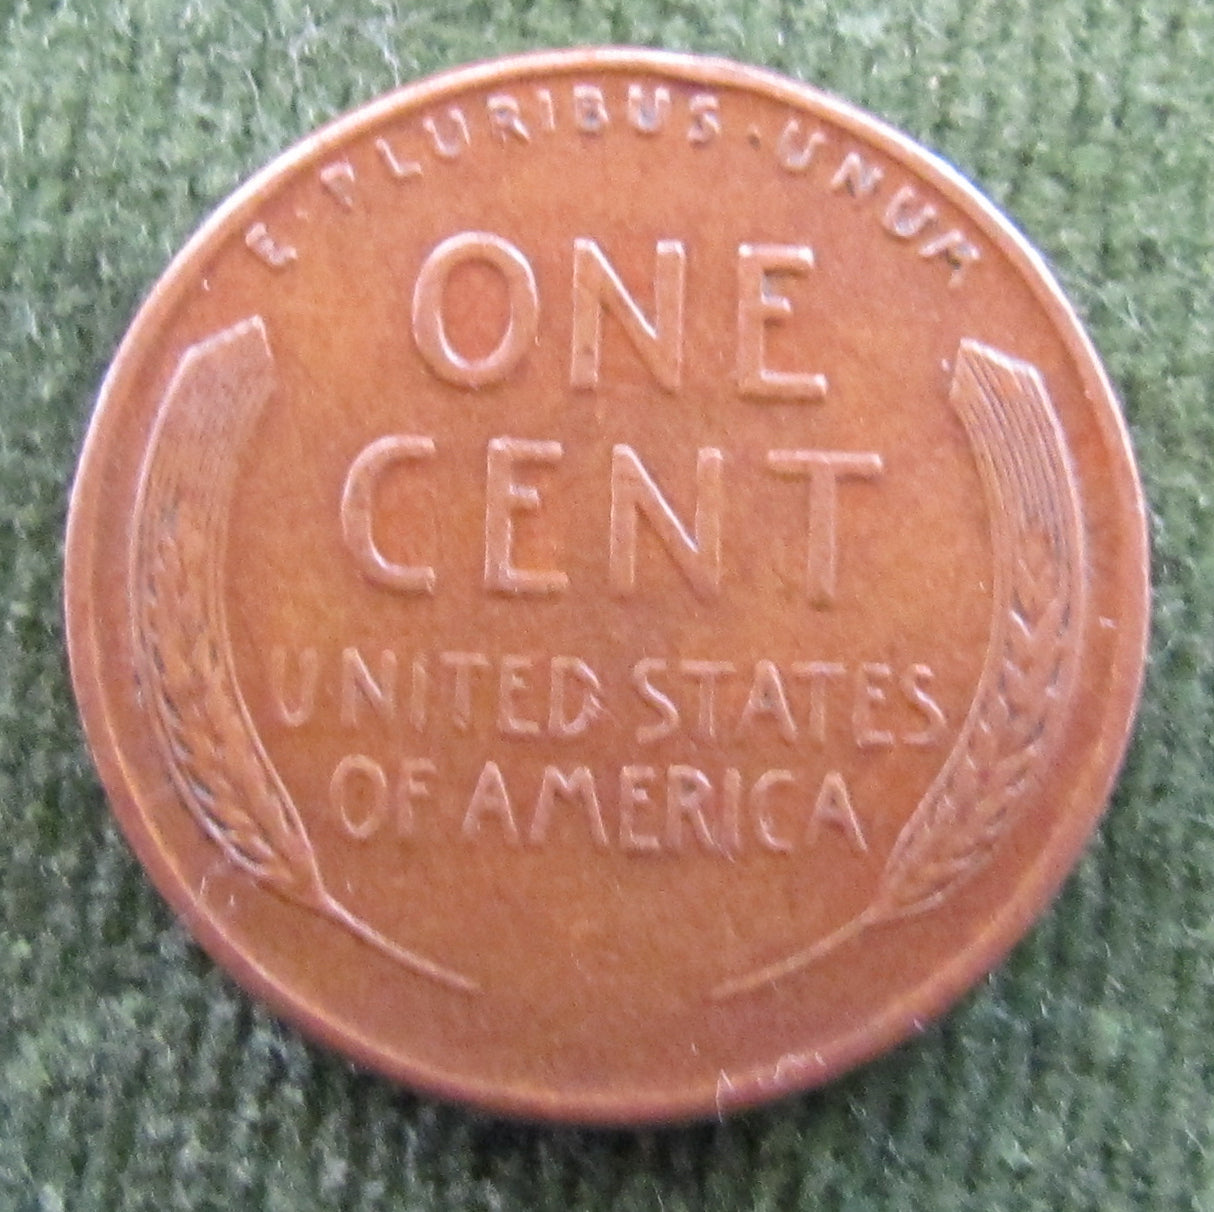 E · PLURIBUS · UNUM
ONE
CENT
UNITED STATES
OF AMERICA